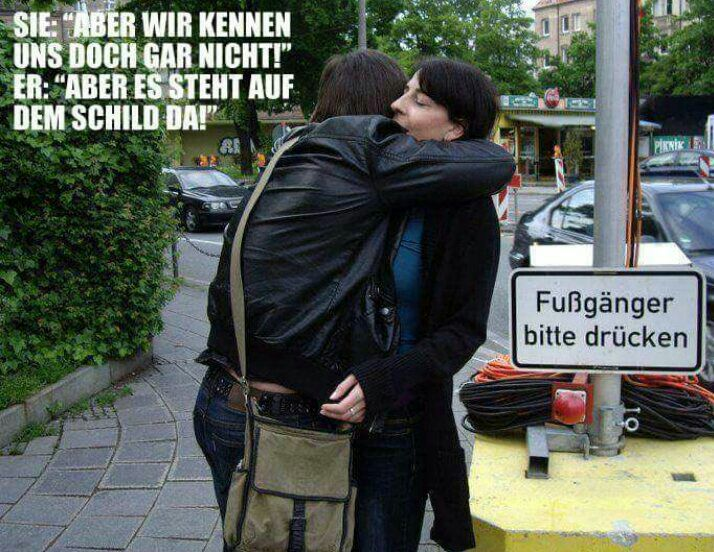 SIE: "ABER WIR KENNEN
UNS DOCH GAR NICHT!"
ER: "ABER ES STEHT AUF
DEM SCHILD DA!"
PIKNIK
Fußgänger
bitte drücken